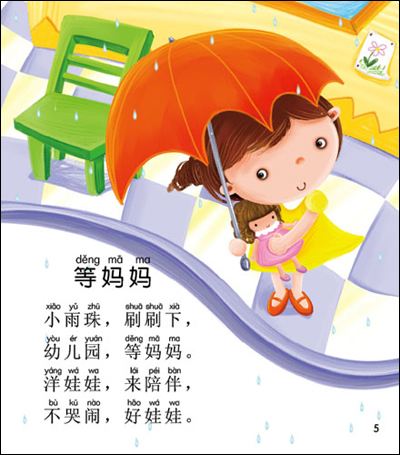 děng mā ma
等妈妈
xiǎo yǔ zhū shuā shuā xià
小雨珠，刷刷下，
yòu ér yuán děng mā ma
幼儿园，等妈妈。
yáng wá wa lái péi bàn
洋娃娃，来陪伴，
bù kū nào hǎo wá wa
不哭闹，好娃娃。
5